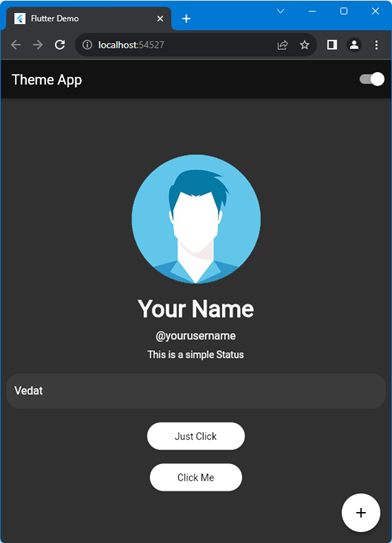 Flutter Demo
localhost:54527
Theme App
Your Name
@yourusername
This is a simple Status
Vedat
Just Click
Click Me